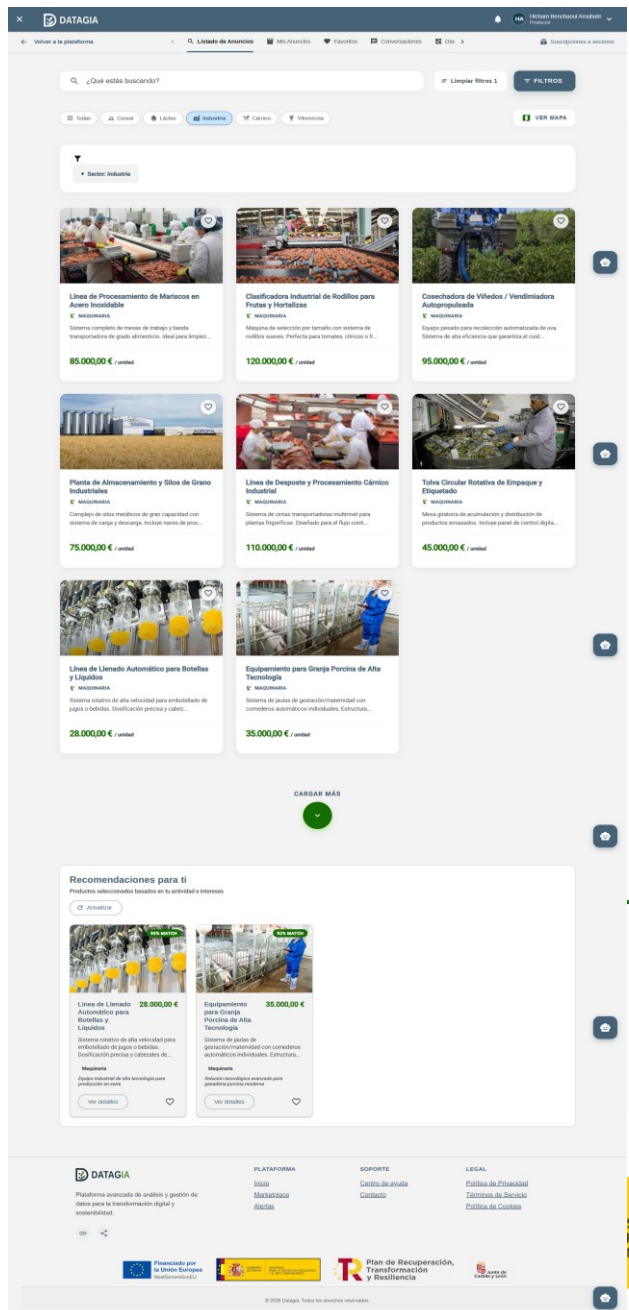 DATAGIA
HA
Hicham Benchaoui Aroubain
Productor
Volver a la plataforma
Listado de Anuncios
Mis Anuncios
Favoritos
Conversaciones
Suscripciones a sectores
¿Qué estás buscando?
Limpiar filtros 1
FILTROS
Todas
Cereal
Lácteo
Industria
Cárnico
Vitivinícola
VER MAPA
Sector: Industria
Línea de Procesamiento de Mariscos en
Acero Inoxidable
MAQUINARIA
Sistema completo de mesas de trabajo y banda
transportadora de grado alimenticio. Ideal para limpiez...
85.000,00 € / unidad
Clasificadora Industrial de Rodillos para
Frutas y Hortalizas
MAQUINARIA
Máquina de selección por tamaño con sistema de
rodillos suaves. Perfecta para tomates, cítricos o fr...
120.000,00 € / unidad
Cosechadora de Viñedos / Vendimiadora
Autopropulsada
MAQUINARIA
Equipo pesado para recolección automatizada de uva.
Sistema de alta eficiencia que garantiza el cuid...
95.000,00 € / unidad
Planta de Almacenamiento y Silos de Grano
Industriales
MAQUINARIA
Complejo de silos metálicos de gran capacidad con
sistema de carga y descarga. Incluye naves de proc...
75.000,00 € / unidad
Línea de Desposte y Procesamiento Cárnico
Industrial
MAQUINARIA
Sistema de cintas transportadoras multinivel para
plantas frigoríficas. Diseñado para el flujo conti...
110.000,00 € / unidad
Tolva Circular Rotativa de Empaque y
Etiquetado
MAQUINARIA
Mesa giratoria de acumulación y distribución de
productos envasados. Incluye panel de control digita...
45.000,00 € / unidad
Línea de Llenado Automático para Botellas
y Líquidos
MAQUINARIA
Sistema rotativo de alta velocidad para embotellado de
jugos o bebidas. Dosificación precisa y cabez...
28.000,00 € / unidad
Equipamiento para Granja Porcina de Alta
Tecnología
MAQUINARIA
Sistema de jaulas de gestación/maternidad con
comederos automáticos individuales. Estructura...
35.000,00 € / unidad
CARGAR MÁS
Recomendaciones para ti
Productos seleccionados basados en tu actividad e intereses
Actualizar
95% MATCH
Línea de Llenado
Automático para
Botellas y
Líquidos
28.000,00 €
Sistema rotativo de alta velocidad para
embotellado de jugos o bebidas.
Dosificación precisa y cabezales de...
Maquinaria
Equipo industrial de alta tecnología para
producción en serie
Ver detalles
92% MATCH
Equipamiento
para Granja
Porcina de Alta
Tecnología
35.000,00 €
Sistema de jaulas de
gestación/maternidad con comederos
automáticos individuales. Estructura...
Maquinaria
Solución tecnológica avanzada para
ganadería porcina moderna
Ver detalles
DATAGIA
Plataforma avanzada de análisis y gestión de
datos para la transformación digital y
sostenibilidad.
PLATAFORMA
Inicio
Marketplace
Alertas
SOPORTE
Centro de ayuda
Contacto
LEGAL
Política de Privacidad
Términos de Servicio
Política de Cookies
Financiado por
la Unión Europea
NextGenerationEU
Plan de Recuperación,
Transformación
y Resiliencia
Junta de
Castilla y León
© 2026 Datagia. Todos los derechos reservados.